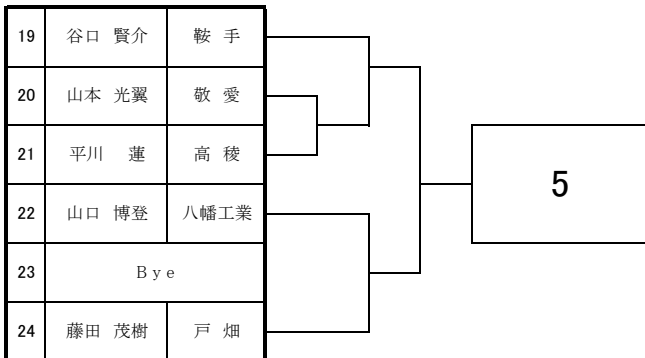 19 谷口 賢介 鞍 手
20 山本 光翼 敬 愛
21 平川 蓮 高 稜
22 山口 博登 八幡工業
23 Bye
24 藤田 茂樹 戸 畑
5